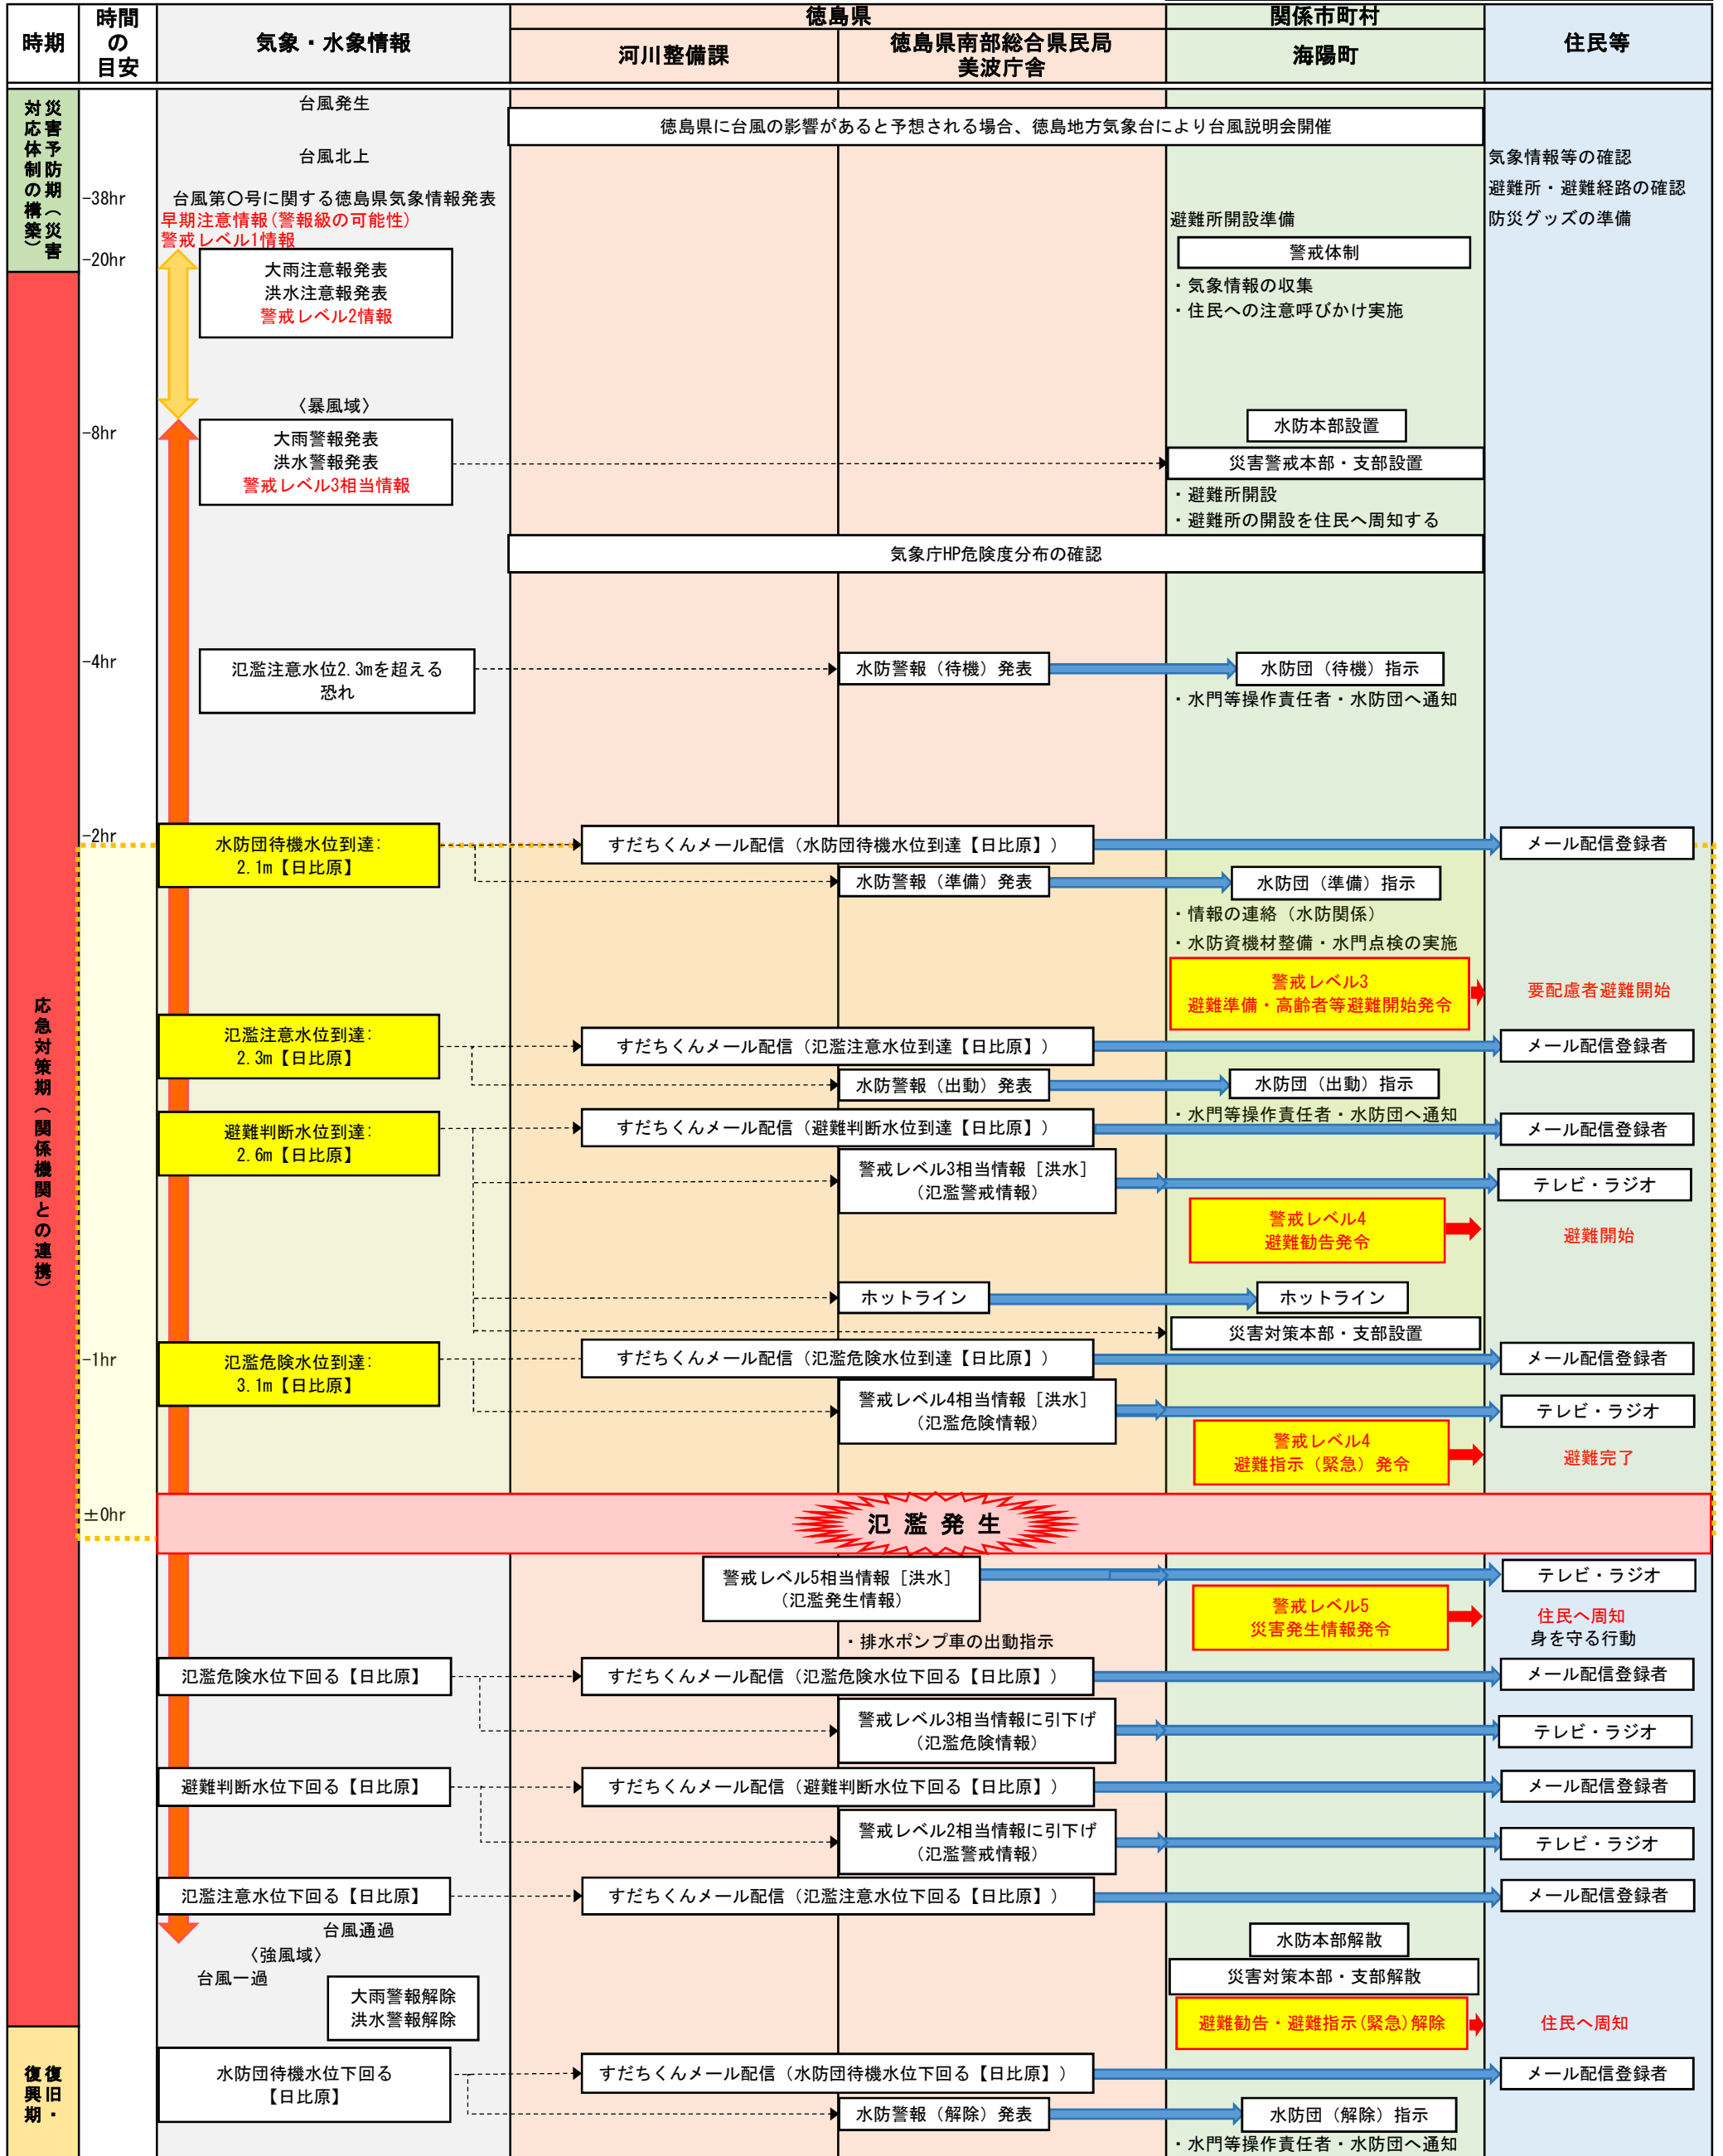 時期
時間
の
目安
気象・水象情報
徳島県
河川整備課
徳島県南部総合県民局
美波庁舎
関係市町村
海陽町
住民等
災害予防期（災害
対応体制の構築）
台風発生
徳島県に台風の影響があると予想される場合、徳島地方気象台により台風説明会開催
台風北上
気象情報等の確認
避難所・避難経路の確認
防災グッズの準備
-38hr
台風第〇号に関する徳島県気象情報発表
早期注意情報(警報級の可能性)
警戒レベル1情報
避難所開設準備
-20hr
大雨注意報発表
洪水注意報発表
警戒レベル2情報
警戒体制
・気象情報の収集
・住民への注意呼びかけ実施
応急対策期（関係機関との連携）
〈暴風域〉
-8hr
大雨警報発表
洪水警報発表
警戒レベル3相当情報
水防本部設置
災害警戒本部・支部設置
・避難所開設
・避難所の開設を住民へ周知する
気象庁HP危険度分布の確認
-4hr
氾濫注意水位2.3mを超える
恐れ
水防警報（待機）発表
水防団（待機）指示
・水門等操作責任者・水防団へ通知
-2hr
水防団待機水位到達:
2.1m【日比原】
すだちくんメール配信（水防団待機水位到達【日比原】）
メール配信登録者
水防警報（準備）発表
水防団（準備）指示
・情報の連絡（水防関係）
・水防資機材整備・水門点検の実施
警戒レベル3
避難準備・高齢者等避難開始発令
要配慮者避難開始
氾濫注意水位到達:
2.3m【日比原】
すだちくんメール配信（氾濫注意水位到達【日比原】）
メール配信登録者
水防警報（出動）発表
水防団（出動）指示
・水門等操作責任者・水防団へ通知
避難判断水位到達:
2.6m【日比原】
すだちくんメール配信（避難判断水位到達【日比原】）
メール配信登録者
警戒レベル3相当情報［洪水］
（氾濫警戒情報）
テレビ・ラジオ
警戒レベル4
避難勧告発令
避難開始
ホットライン
ホットライン
災害対策本部・支部設置
-1hr
氾濫危険水位到達:
3.1m【日比原】
すだちくんメール配信（氾濫危険水位到達【日比原】）
メール配信登録者
警戒レベル4相当情報［洪水］
（氾濫危険情報）
テレビ・ラジオ
警戒レベル4
避難指示（緊急）発令
避難完了
±0hr
氾濫発生
警戒レベル5相当情報［洪水］
（氾濫発生情報）
テレビ・ラジオ
警戒レベル5
災害発生情報発令
住民へ周知
身を守る行動
・排水ポンプ車の出動指示
氾濫危険水位下回る【日比原】
すだちくんメール配信（氾濫危険水位下回る【日比原】）
メール配信登録者
警戒レベル3相当情報に引下げ
（氾濫危険情報）
テレビ・ラジオ
避難判断水位下回る【日比原】
すだちくんメール配信（避難判断水位下回る【日比原】）
メール配信登録者
警戒レベル2相当情報に引下げ
（氾濫警戒情報）
テレビ・ラジオ
氾濫注意水位下回る【日比原】
すだちくんメール配信（氾濫注意水位下回る【日比原】）
メール配信登録者
台風通過
〈強風域〉
台風一過
大雨警報解除
洪水警報解除
水防本部解散
災害対策本部・支部解散
避難勧告・避難指示(緊急)解除
住民へ周知
復旧・
復興期
水防団待機水位下回る
【日比原】
すだちくんメール配信（水防団待機水位下回る【日比原】）
メール配信登録者
水防警報（解除）発表
水防団（解除）指示
・水門等操作責任者・水防団へ通知